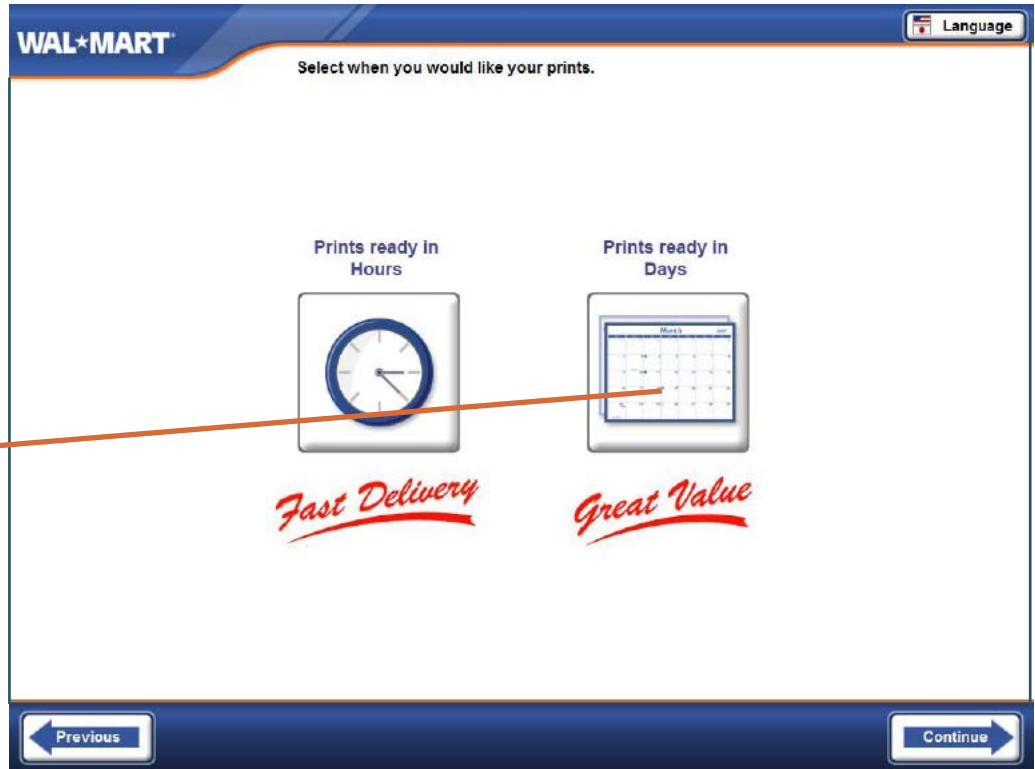 WAL★MART
Language
Select when you would like your prints.
Prints ready in
Hours
Prints ready in
Days
Month
Fast Delivery
Great Value
Previous
Continue